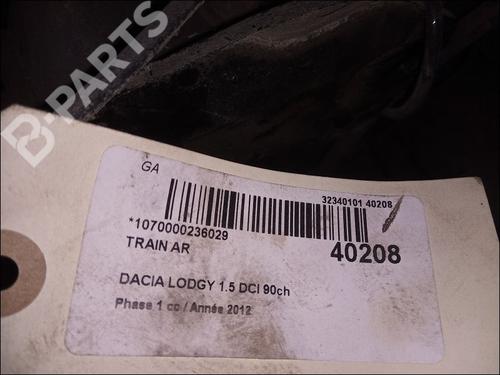 B-PARTS
GA
32340101 40208
*1070000236029
TRAIN AR
40208
DACIA LODGY 1.5 DCI 90ch
Phase 1 cc / Année 2012